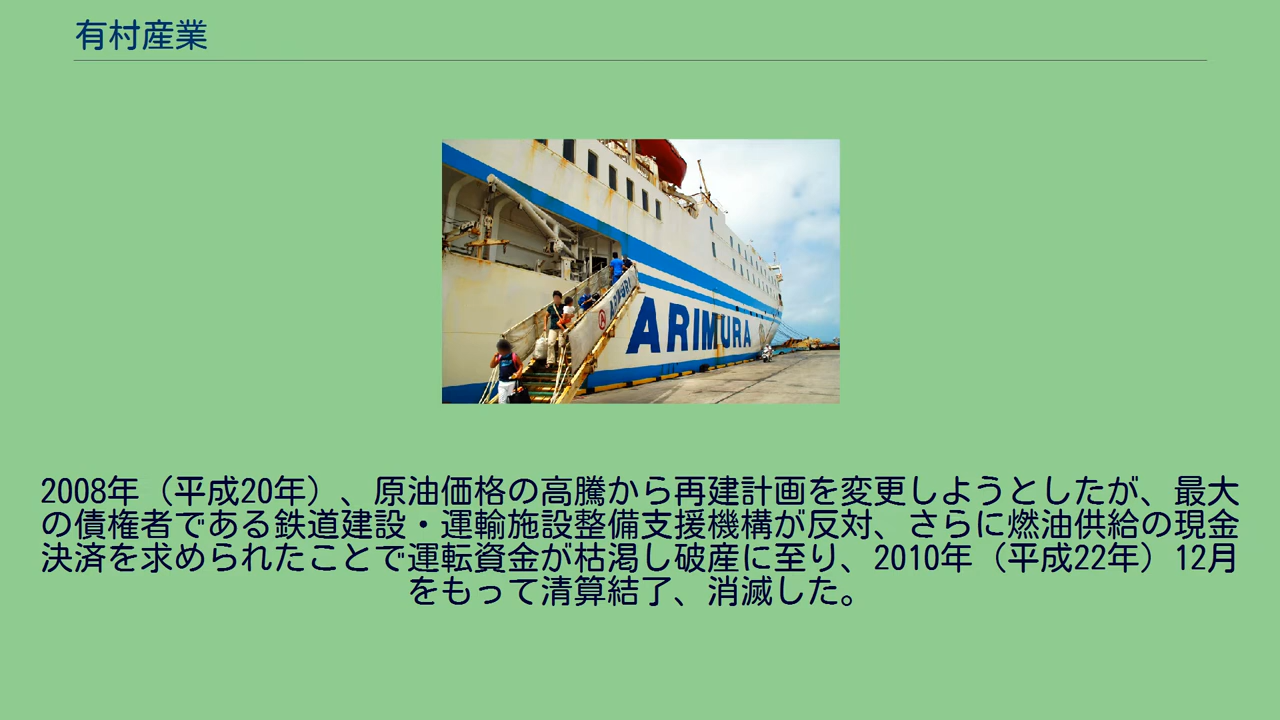 有村産業
ARIMURA
ARIMURA
2008年（平成20年）、原油価格の高騰から再建計画を変更しようとしたが、最大
の債権者である鉄道建設・運輸施設整備支援機構が反対、さらに燃油供給の現金
決済を求められたことで運転資金が枯渇し破産に至り、2010年（平成22年）12月
をもって清算結了、消滅した。